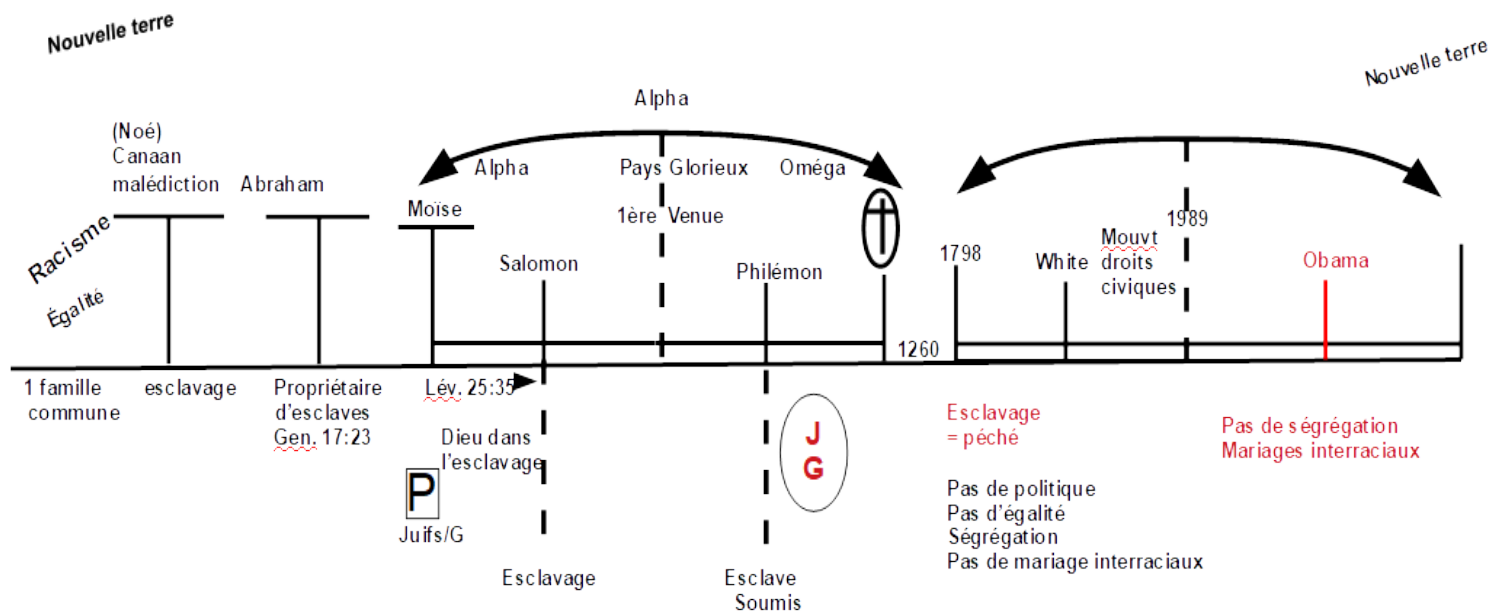 Nouvelle terre
Nouvelle terre
Alpha
(Noé)
Canaan
malédiction
Abraham
Alpha
Pays Glorieux
Oméga
Moïse
1ère Venue
1989
Racisme
Égalité
Salomon
Philémon
1798
White
Mouvt
droits
civiques
Obama
1260
1 famille
commune
esclavage
Propriétaire
d'esclaves
Gen. 17:23
Lév. 25:35
Dieu dans
l'esclavage
P
Juifs/G
J
G
Esclavage
= péché
Pas de ségrégation
Mariages interraciaux
Pas de politique
Pas d'égalité
Ségrégation
Pas de mariage interraciaux
Esclavage
Esclave
Soumis